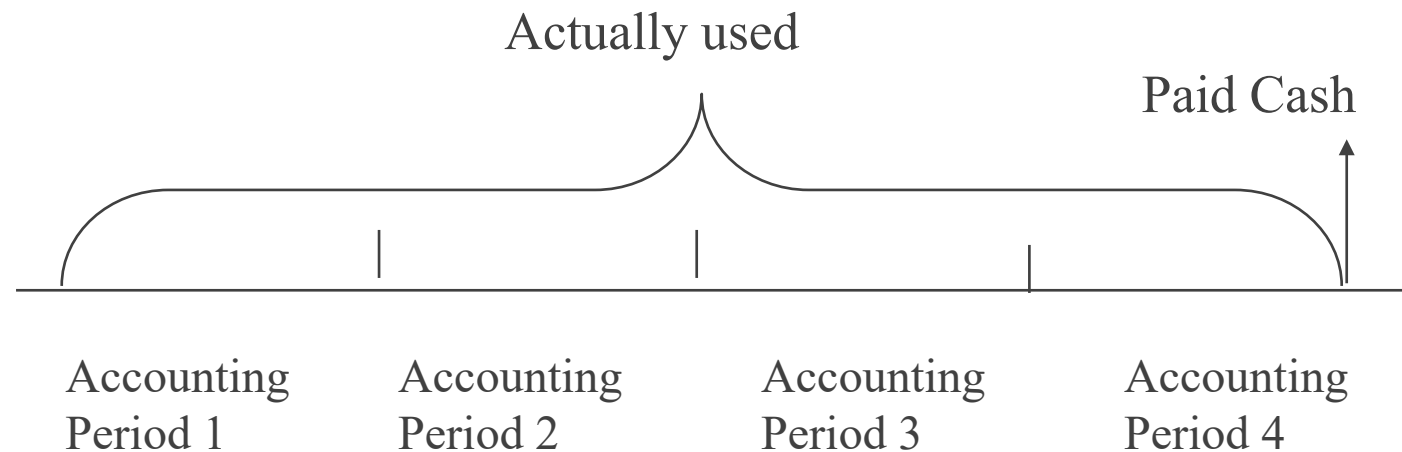 Actually used
Paid Cash
Accounting
Period 1
Accounting
Period 2
Accounting
Period 3
Accounting
Period 4